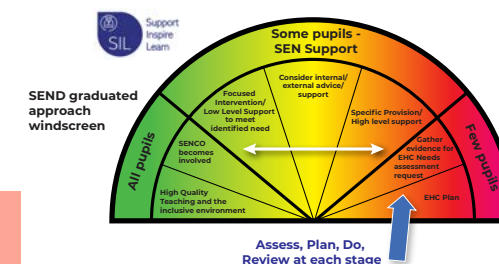 Support
Inspire
Learn
SIL
SEND graduated
approach
windscreen
Some pupils -
SEN Support
All pupils
Few pupils
High Quality
Teaching and the
inclusive environment
SENCO
becomes
involved
Focused
Intervention/
Low Level Support
to meet
identified need
Consider internal/
external advice/
support
Specific Provision/
High level support
Gather
evidence for
EHC Needs
assessment
request
EHC Plan
Assess, Plan, Do,
Review at each stage